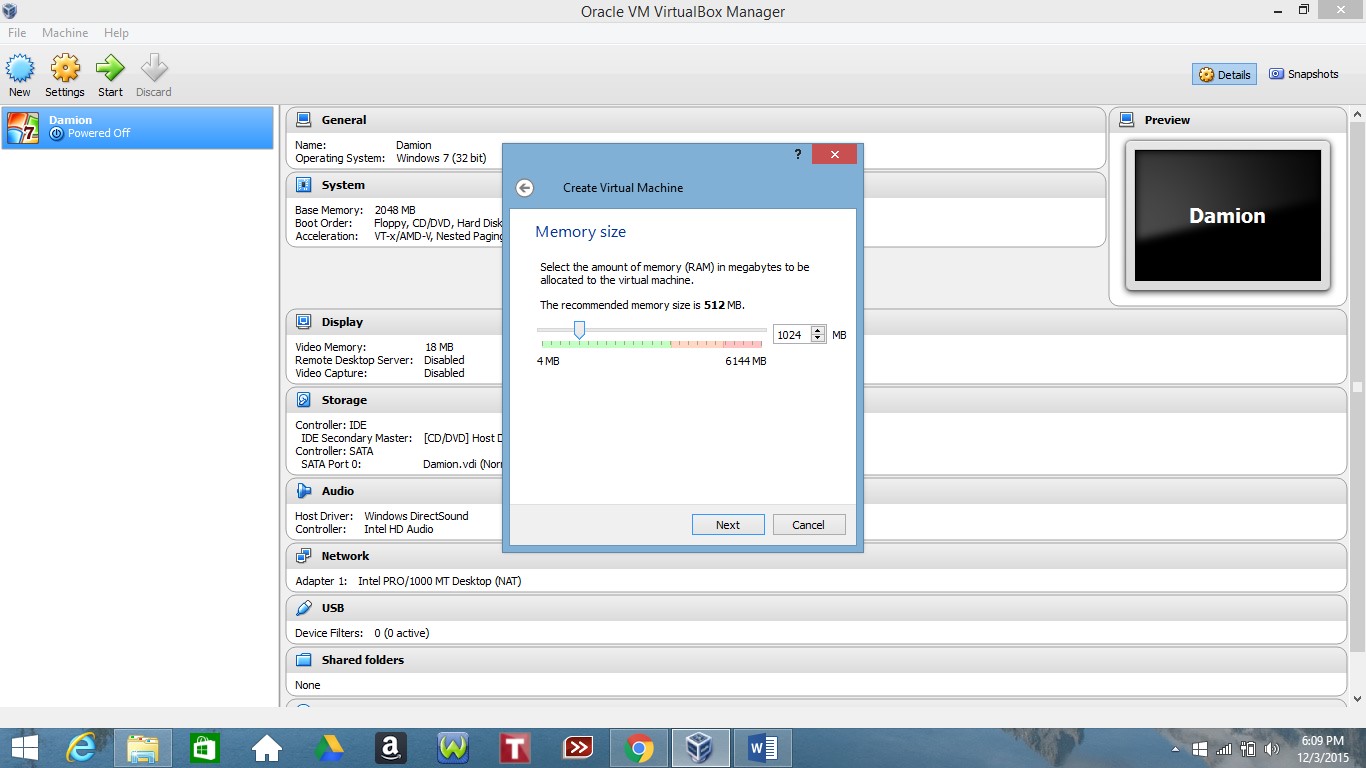 Oracle VM VirtualBox Manager
File Machine Help
New Settings Start Discard
Details Snapshots
Damion
Powered Off
General
Name: Damion
Operating System: Windows 7 (32 bit)
System
Base Memory: 2048 MB
Boot Order: Floppy, CD/DVD, Hard Disk
Acceleration: VT-x/AMD-V, Nested Paging
Preview
Damion
Display
Video Memory: 18 MB
Remote Desktop Server: Disabled
Video Capture: Disabled
Storage
Controller: IDE
IDE Secondary Master: [CD/DVD] Host D
Controller: SATA
SATA Port 0: Damion.vdi (Nor
Audio
Host Driver: Windows DirectSound
Controller: Intel HD Audio
Network
Adapter 1: Intel PRO/1000 MT Desktop (NAT)
USB
Device Filters: 0 (0 active)
Shared folders
None
?
Create Virtual Machine
Memory size
Select the amount of memory (RAM) in megabytes to be
allocated to the virtual machine.
The recommended memory size is 512 MB.
1024 MB
4 MB 6144 MB
Next Cancel
6:09 PM
12/3/2015